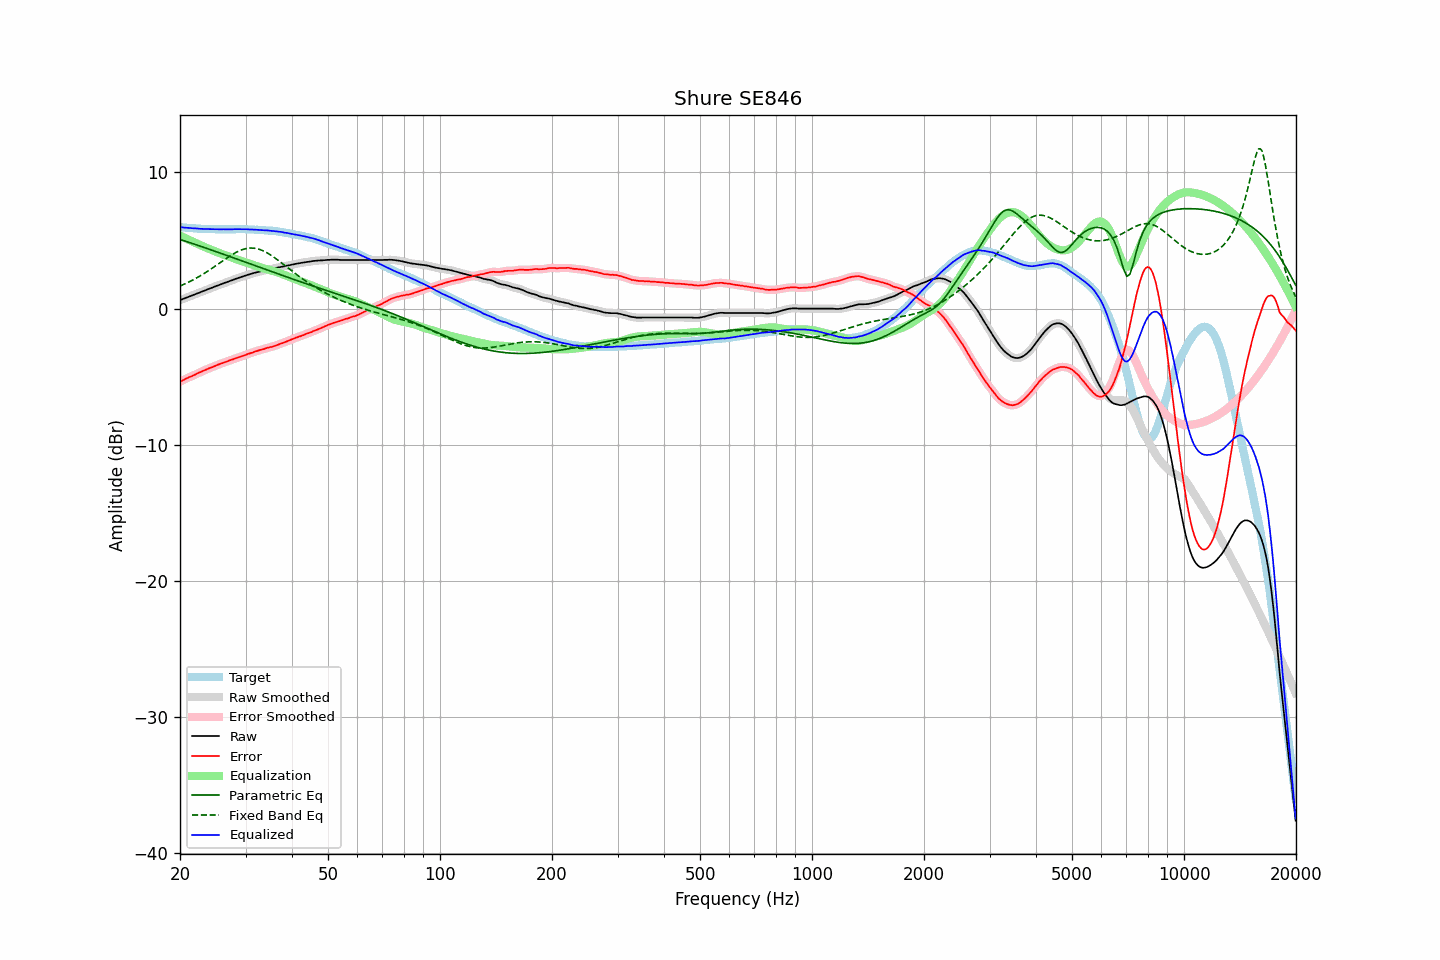 Shure SE846
Amplitude (dBr)
10
0
−10
−20
−30
−40
Target
Raw Smoothed
Error Smoothed
Raw
Error
Equalization
Parametric Eq
Fixed Band Eq
Equalized
20 50 100 200 500 1000 2000 5000 10000 20000
Frequency (Hz)